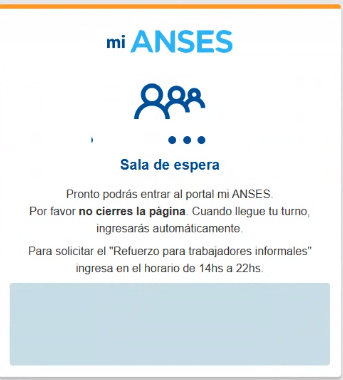 mi ANSES
Sala de espera
Pronto podrás entrar al portal mi ANSES.
Por favor no cierres la página. Cuando llegue tu turno,
ingresarás automáticamente.
Para solicitar el "Refuerzo para trabajadores informales"
ingresa en el horario de 14hs a 22hs.